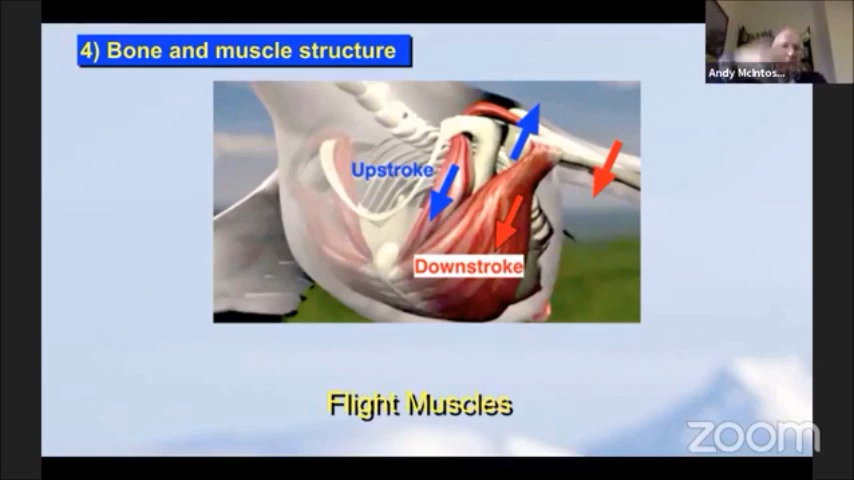 4) Bone and muscle structure
Andy McIntos...
Upstroke
Downstroke
Flight Muscles
zoom